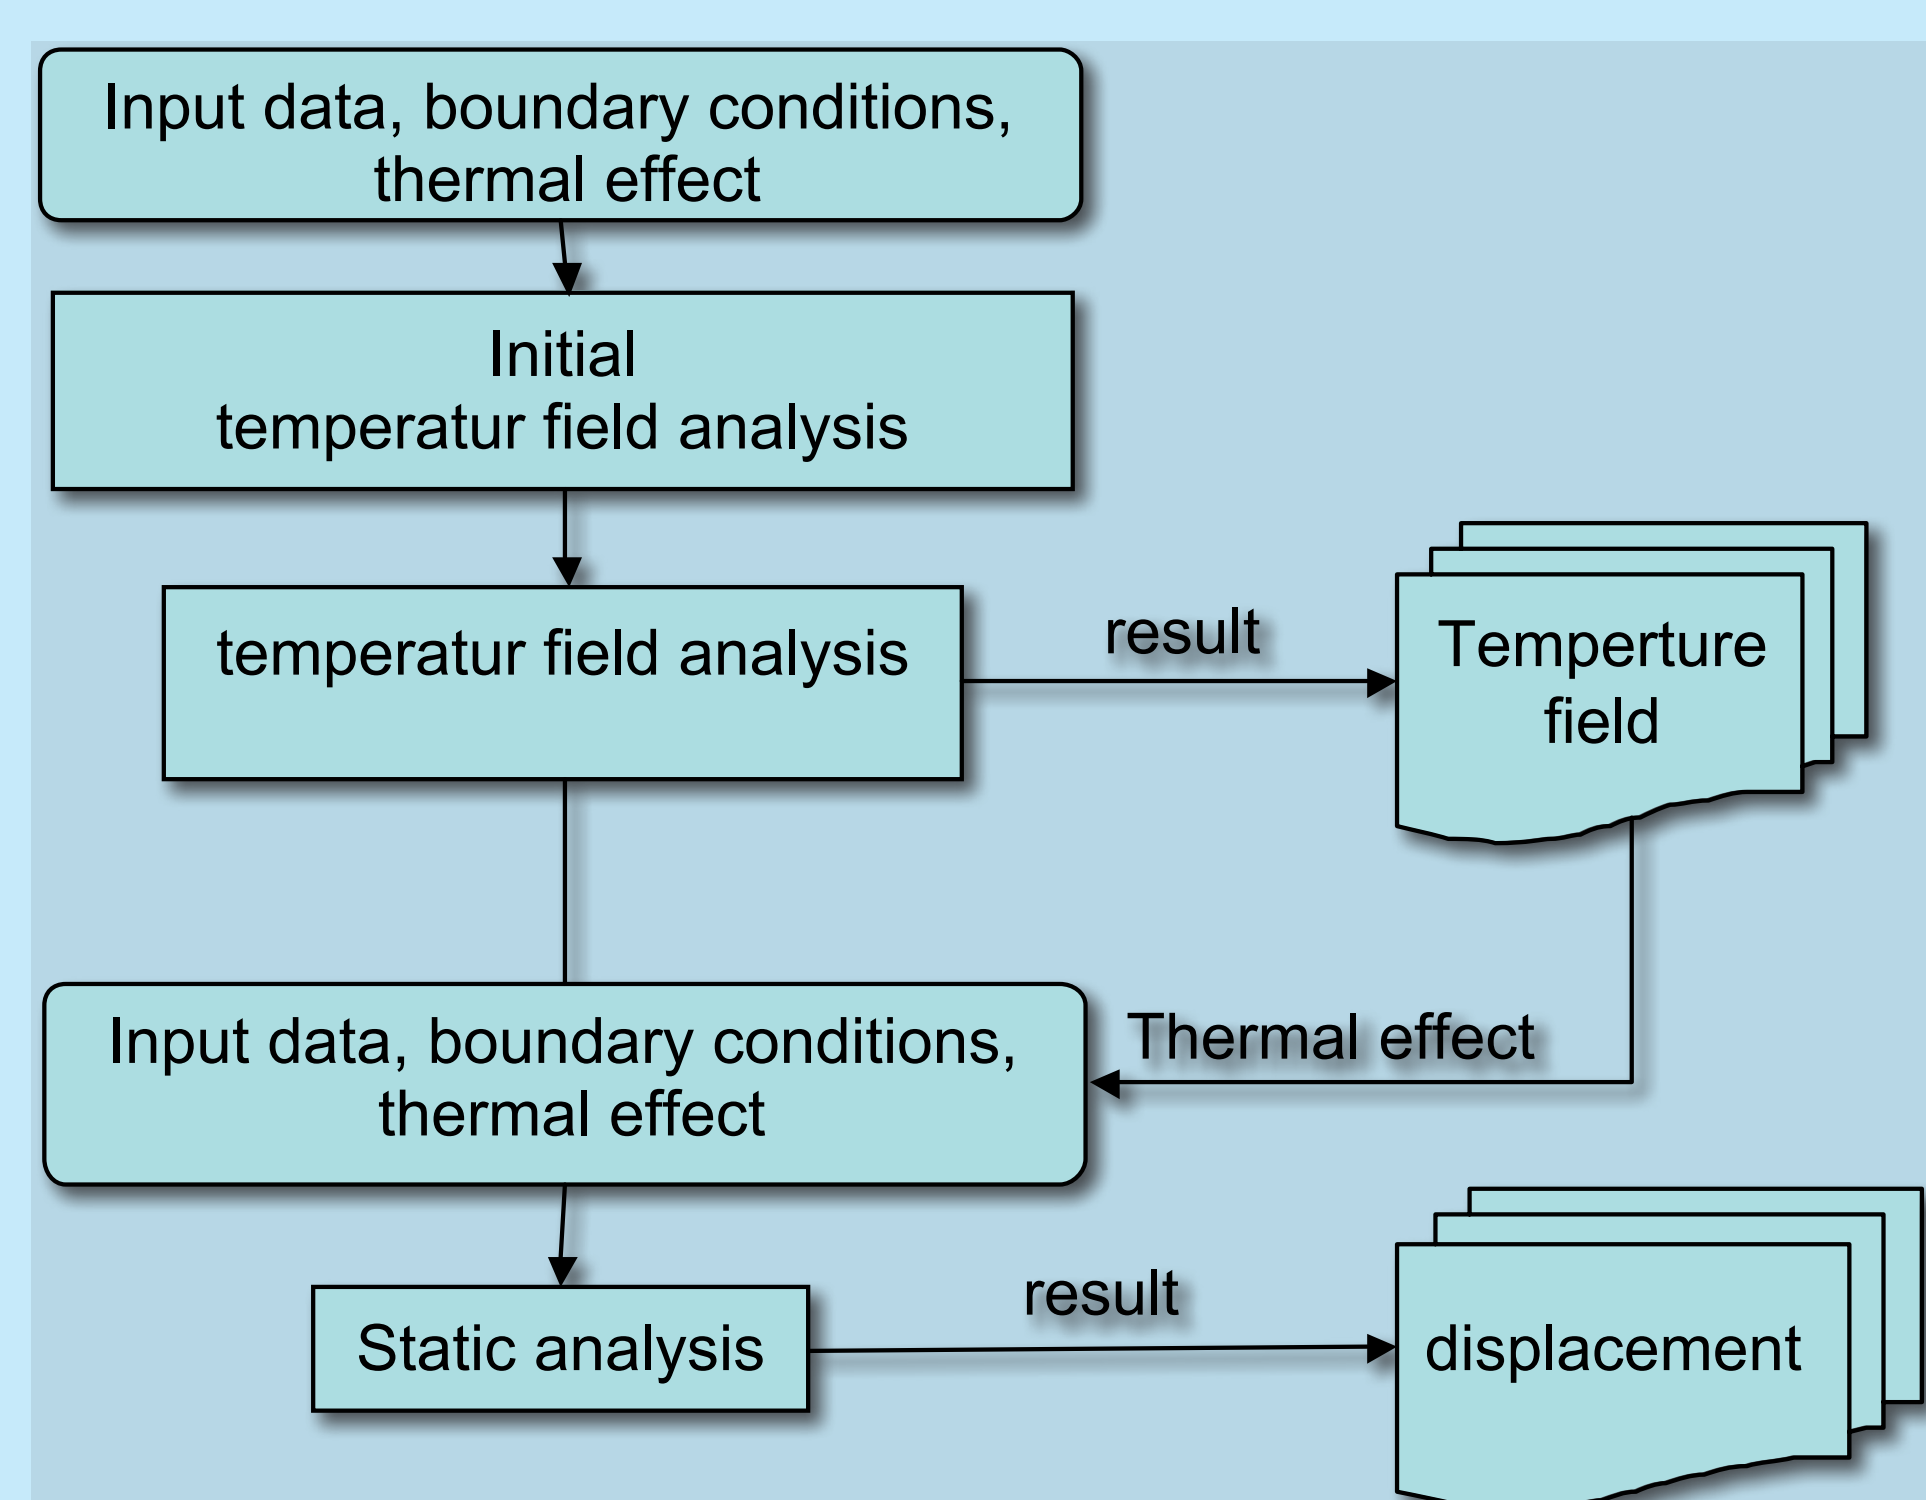 Input data, boundary conditions,
thermal effect
Initial
temperatur field analysis
temperatur field analysis
result
Temperture
field
Input data, boundary conditions,
thermal effect
Thermal effect
Static analysis
result
displacement